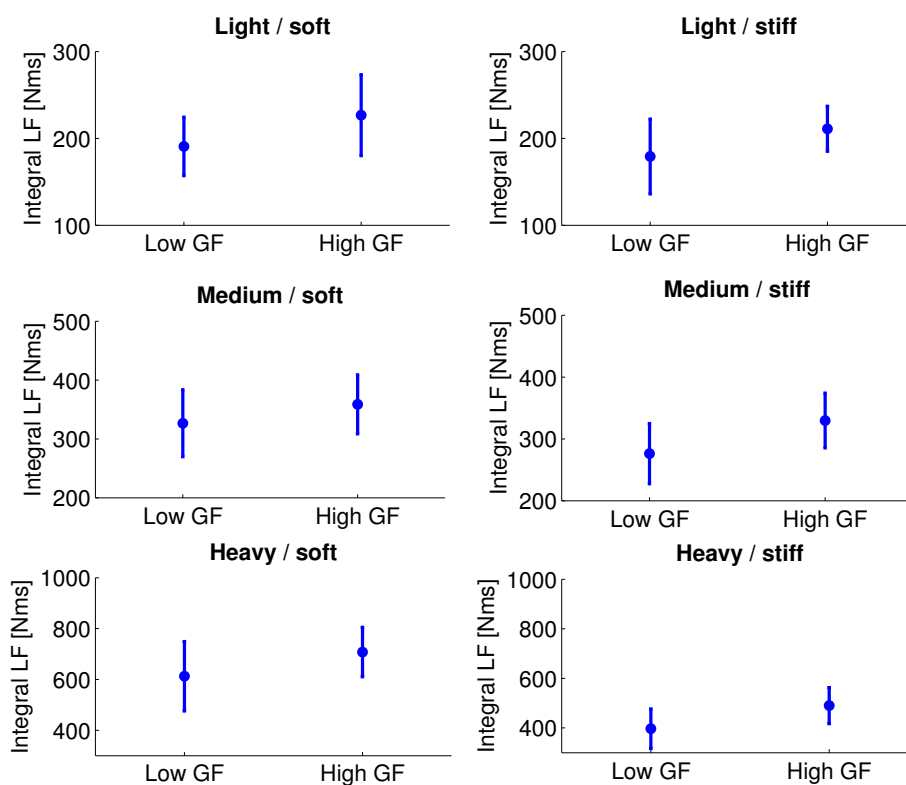 Light / soft
Integral LF [Nms]
300
200
100
Low GF
High GF
Light / stiff
Integral LF [Nms]
300
200
100
Low GF
High GF
Medium / soft
Integral LF [Nms]
500
400
300
200
Low GF
High GF
Medium / stiff
Integral LF [Nms]
500
400
300
200
Low GF
High GF
Heavy / soft
Integral LF [Nms]
1000
800
600
400
Low GF
High GF
Heavy / stiff
Integral LF [Nms]
1000
800
600
400
Low GF
High GF